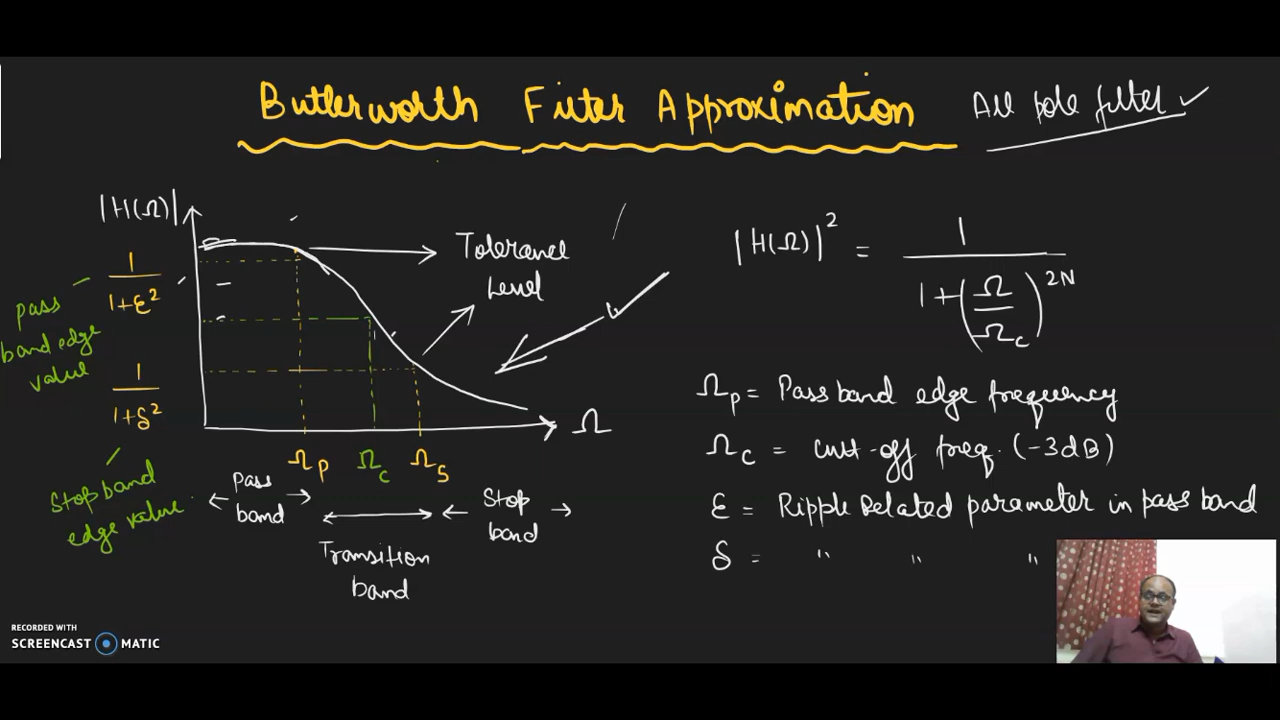 Butterworth Filter Approximation
All pole filter ✓
|H(Ω)|
1
1+ε²
pass
band edge
value
1
1+δ²
Stop band
edge value
Tolerance
Level
Ω
Ωp Ωc Ωs
Pass
band
Transition
band
Stop
band
|H(Ω)|² = 1 / 1+(Ω/Ωc)^2N
Ωp = Pass band edge frequency
Ωc = cut-off freq. (-3dB)
ε = Ripple related parameter in pass band
δ = " " "
RECORDED WITH
SCREENCAST MATIC